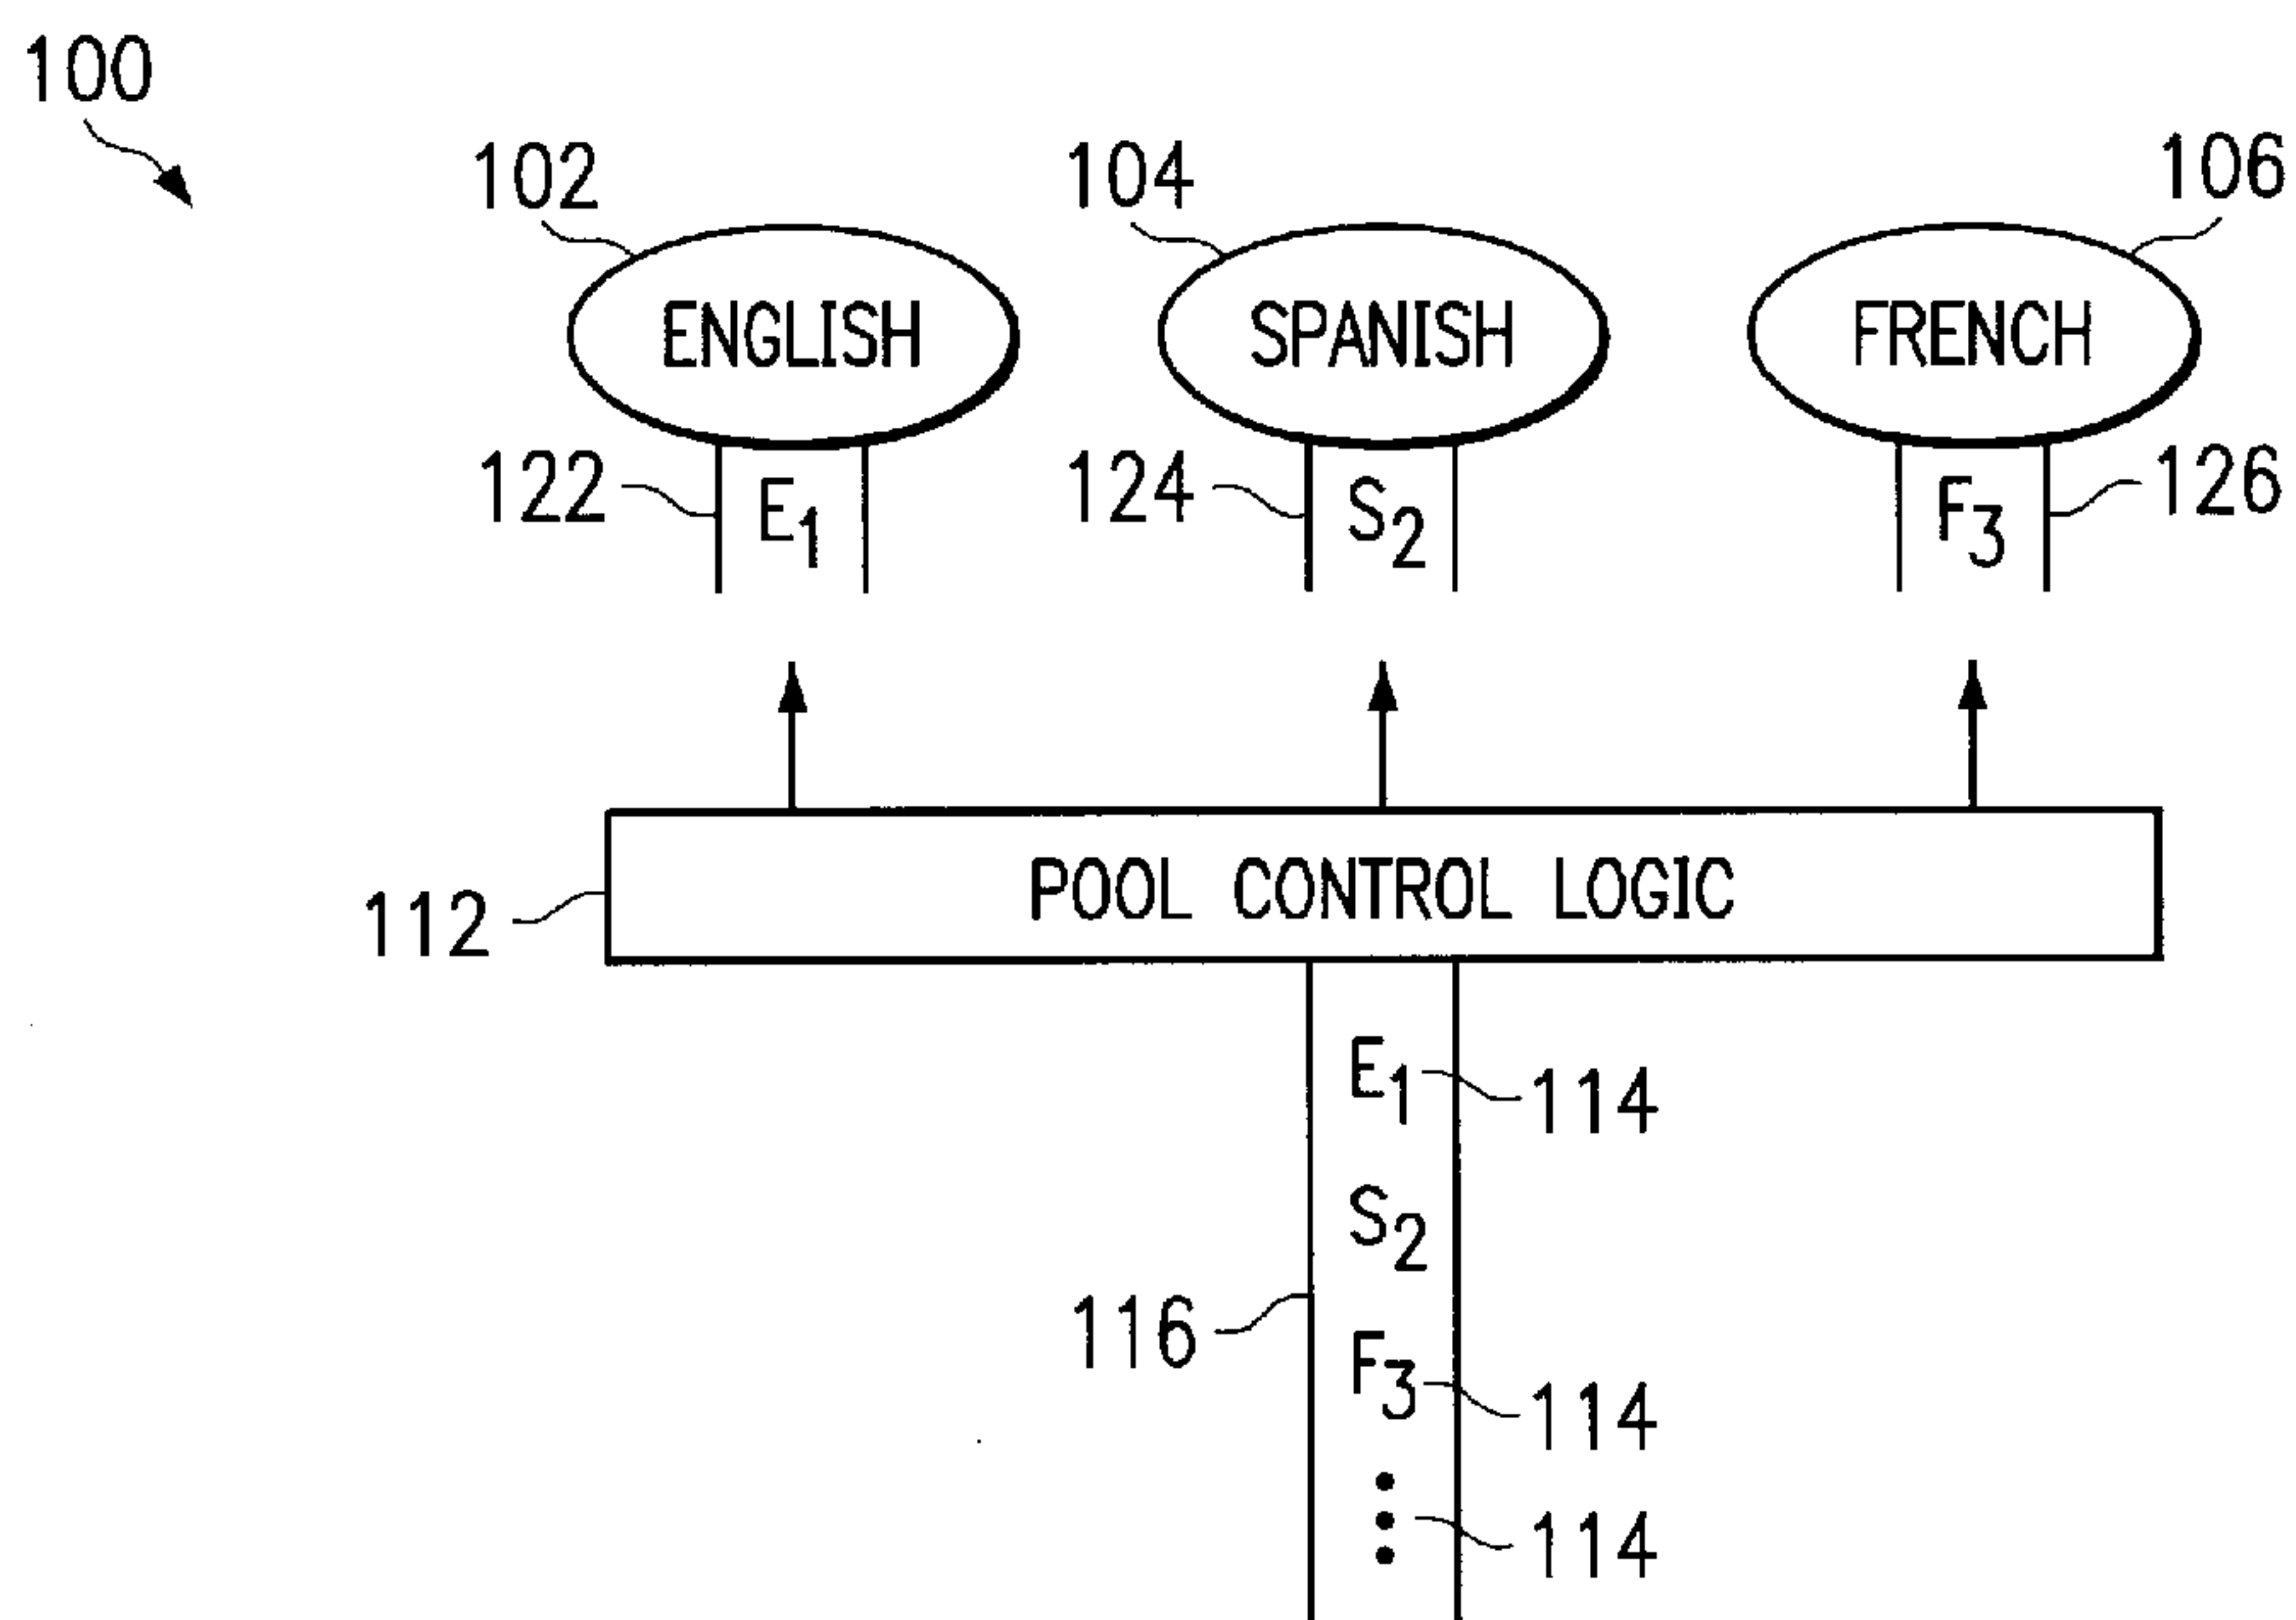 100
102
104
106
ENGLISH
SPANISH
FRENCH
122
E1
124
S2
F3
126
POOL CONTROL LOGIC
112
E1
114
S2
116
F3
114
114